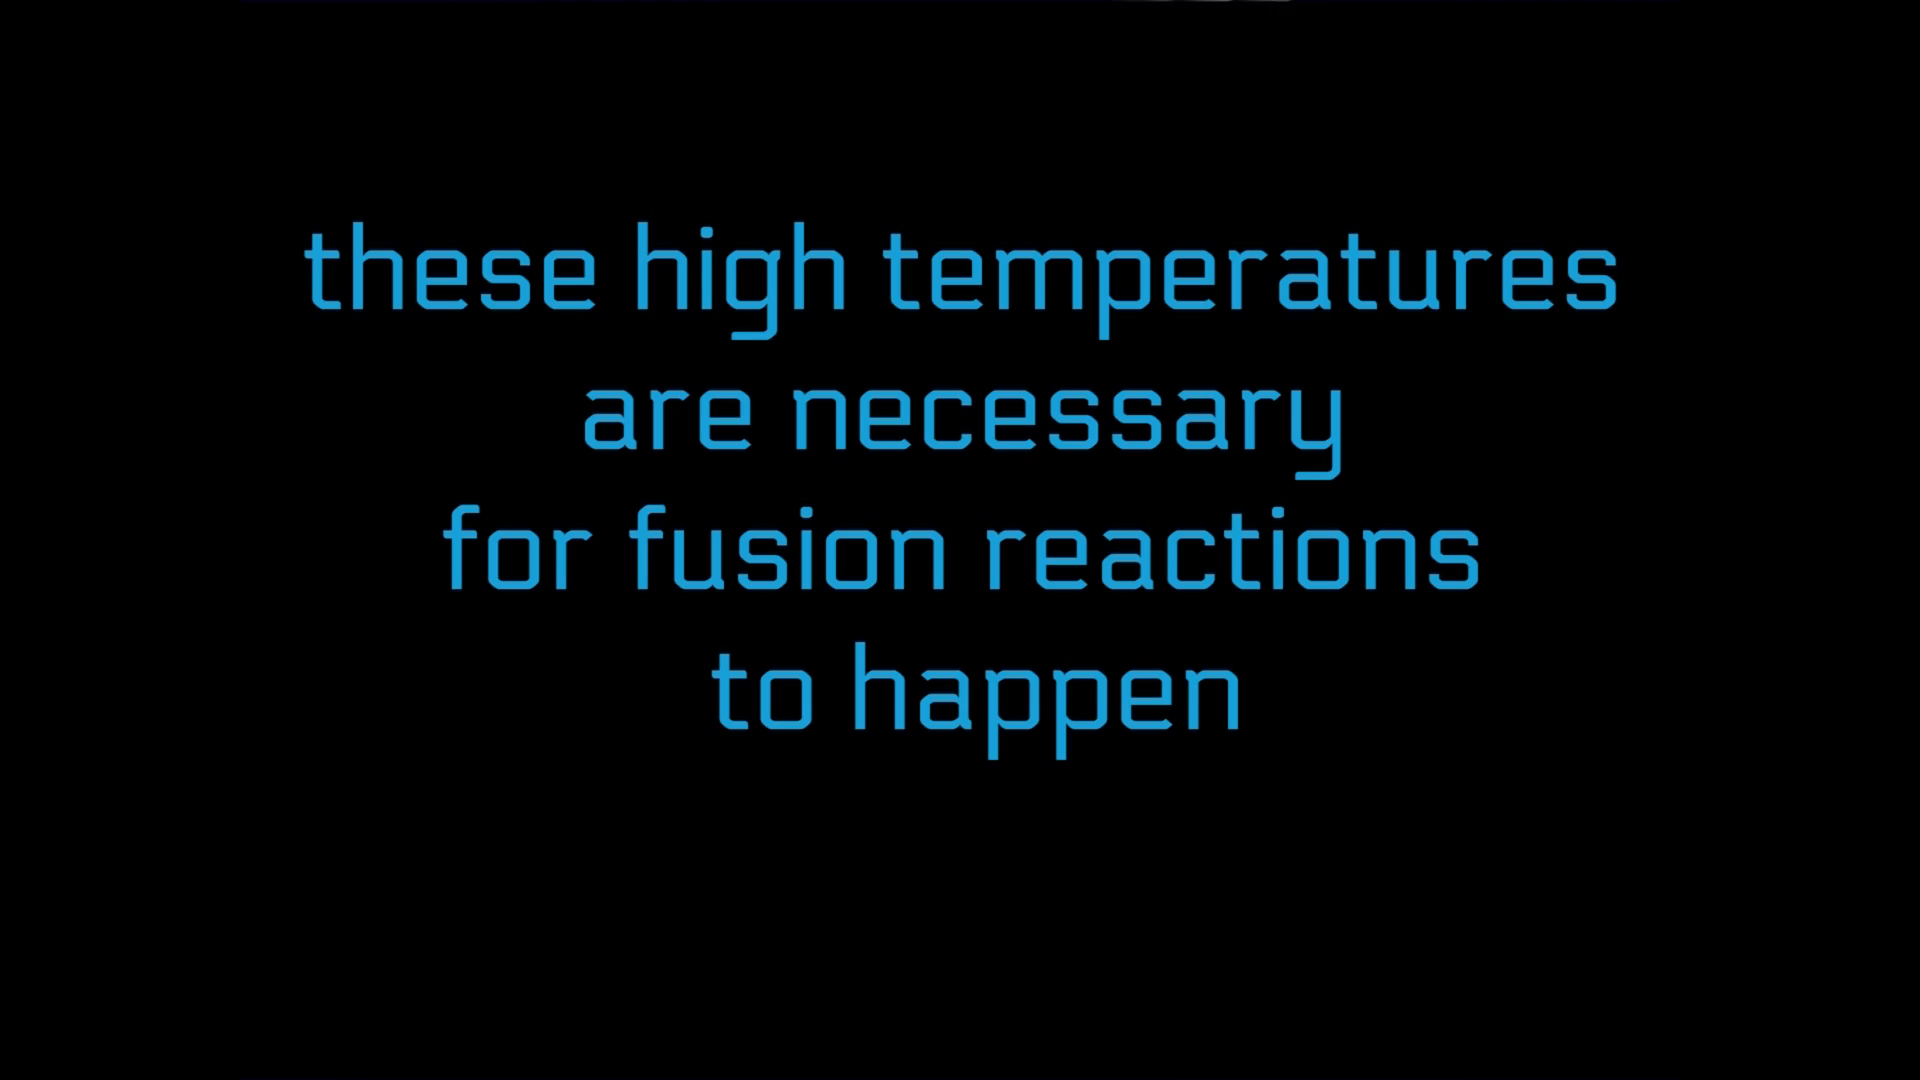 these high temperatures
are necessary
for fusion reactions
to happen